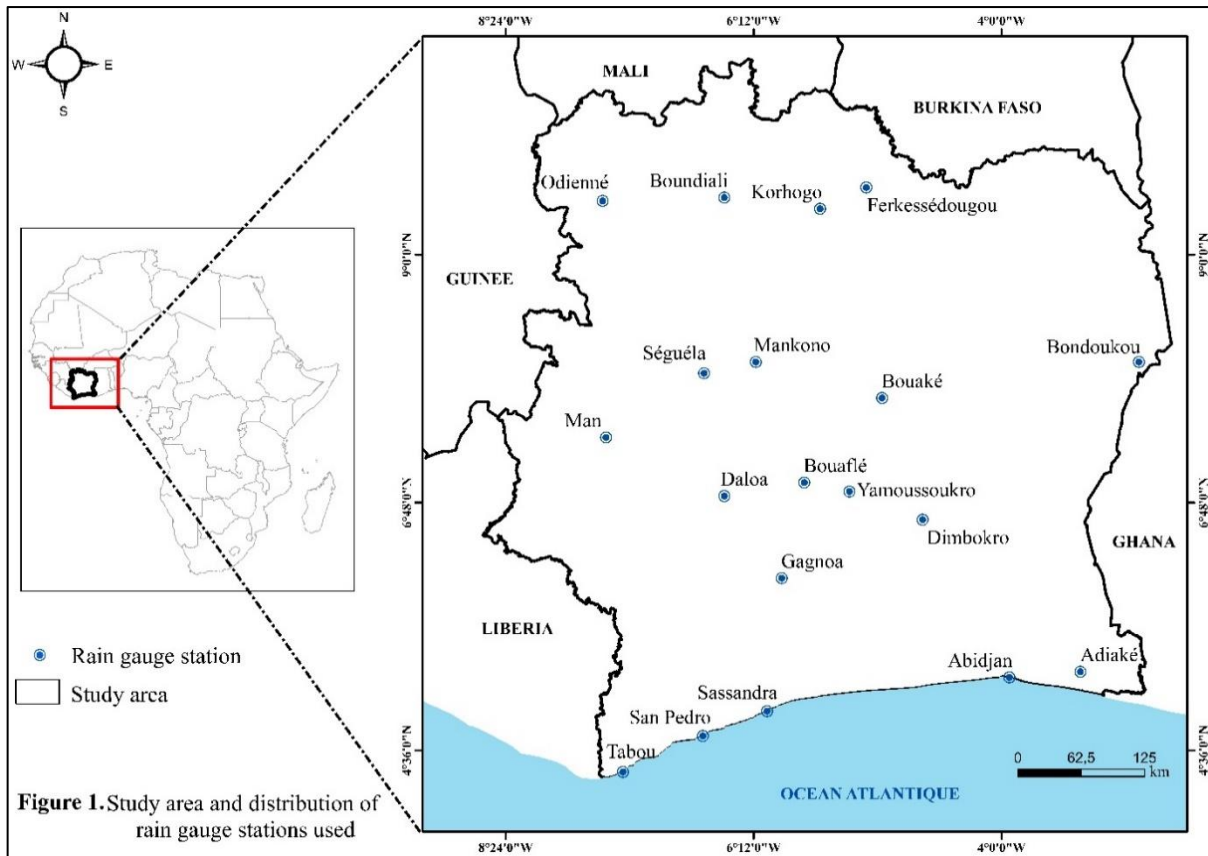 N
W E
S
8°24'0"W 6°12'0"W 4°0'0"W
MALI
BURKINA FASO
Odienné
Boundiali
Korhogo
Ferkessédougou
9°0'0"N 9°0'0"N
GUINEE
Séguéla
Mankono
Bondoukou
Bouaké
Man
Daloa
Bouaflé
Yamoussoukro
6°48'0"N 6°48'0"N
Dimbokro
GHANA
Gagnoa
LIBERIA
Rain gauge station
Study area
Abidjan
Adiaké
Sassandra
San Pedro
Tabou
4°36'0"N 4°36'0"N
0 62,5 125
km
OCEAN ATLANTIQUE
Figure 1. Study area and distribution of
rain gauge stations used
8°24'0"W 6°12'0"W 4°0'0"W